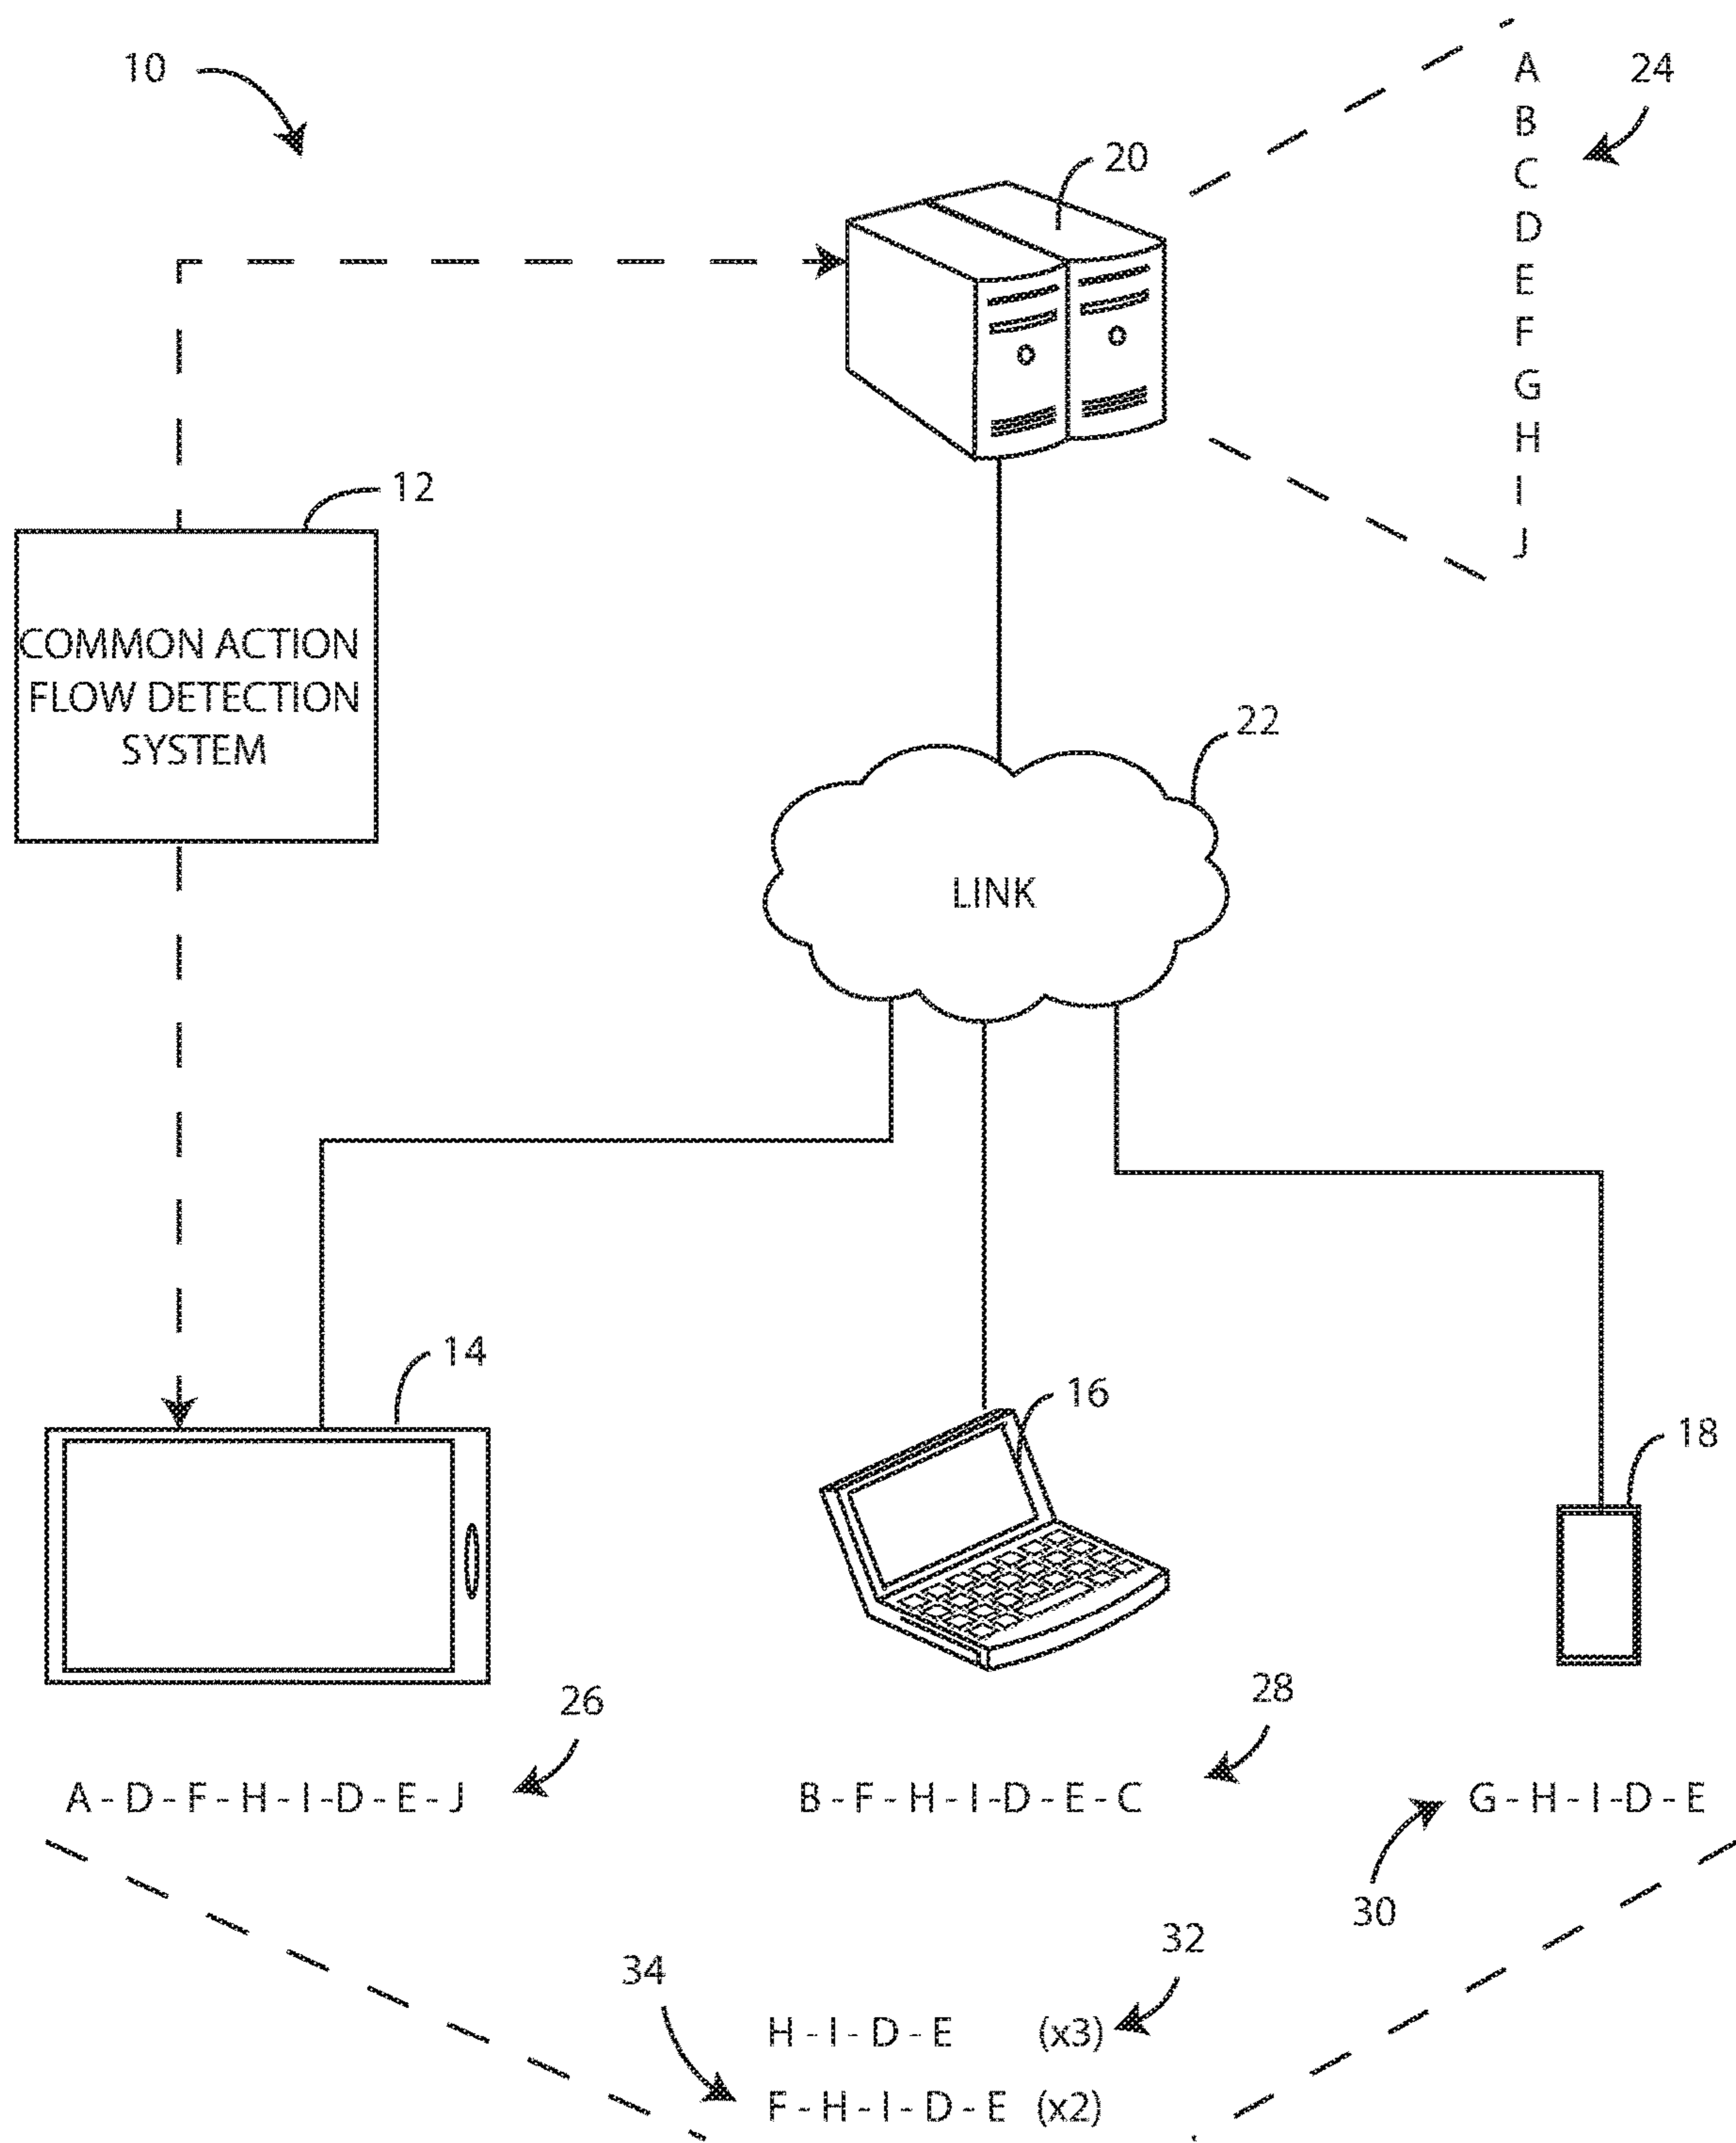 10
20
A
B
C
D
E
F
G
H
I
J
24
12
COMMON ACTION
FLOW DETECTION
SYSTEM
22
LINK
14
16
18
26
28
A - D - F - H - I - D - E - J
B - F - H - I - D - E - C
G - H - I - D - E
30
32
34
H - I - D - E (x3)
F - H - I - D - E (x2)